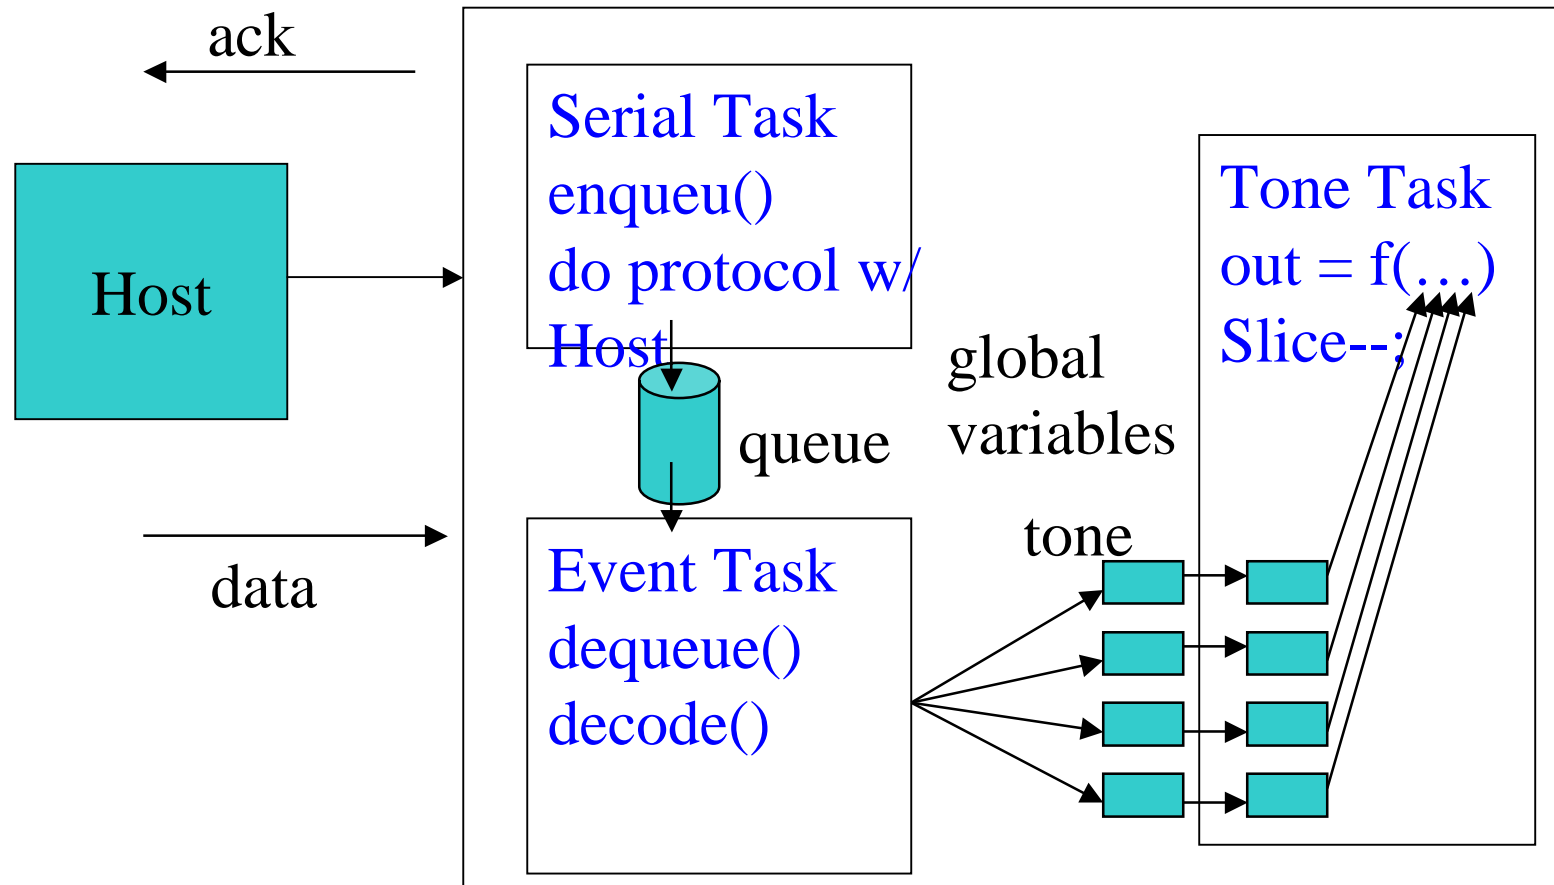 ack
Host
data
Serial Task
enqueu()
do protocol w/
Host
queue
Event Task
dequeue()
decode()
global
variables
tone
Tone Task
out = f(…)
Slice--;